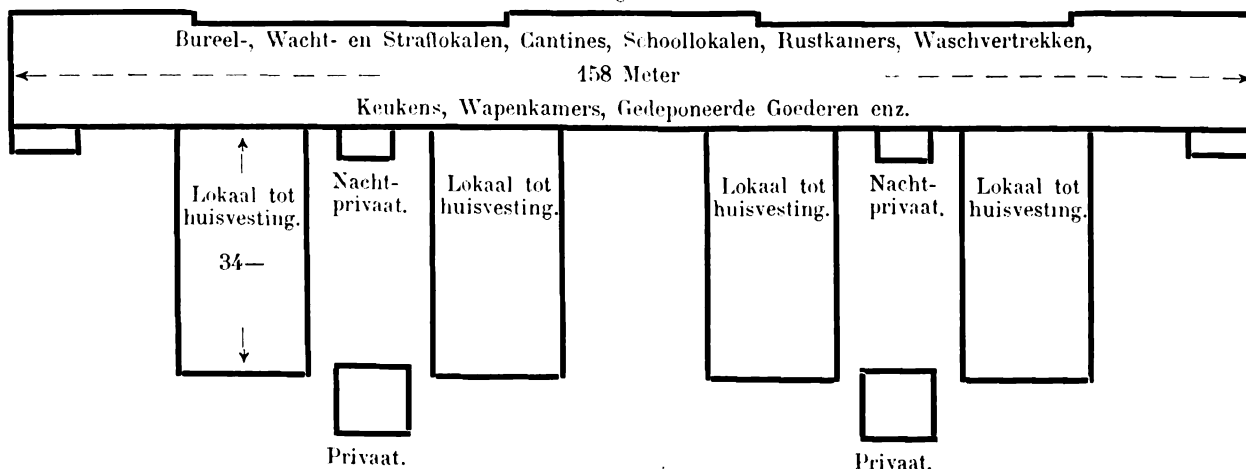 Bureel-, Wacht- en Straflokalen, Cantines, Schoollokalen, Rustkamers, Waschvertrekken,
158 Meter
Keukens, Wapenkamers, Gedeponeerde Goederen enz.
Lokaal tot
huisvesting.
34—
Nacht-
privaat.
Lokaal tot
huisvesting.
Lokaal tot
huisvesting.
Nacht-
privaat.
Lokaal tot
huisvesting.
Privaat.
Privaat.